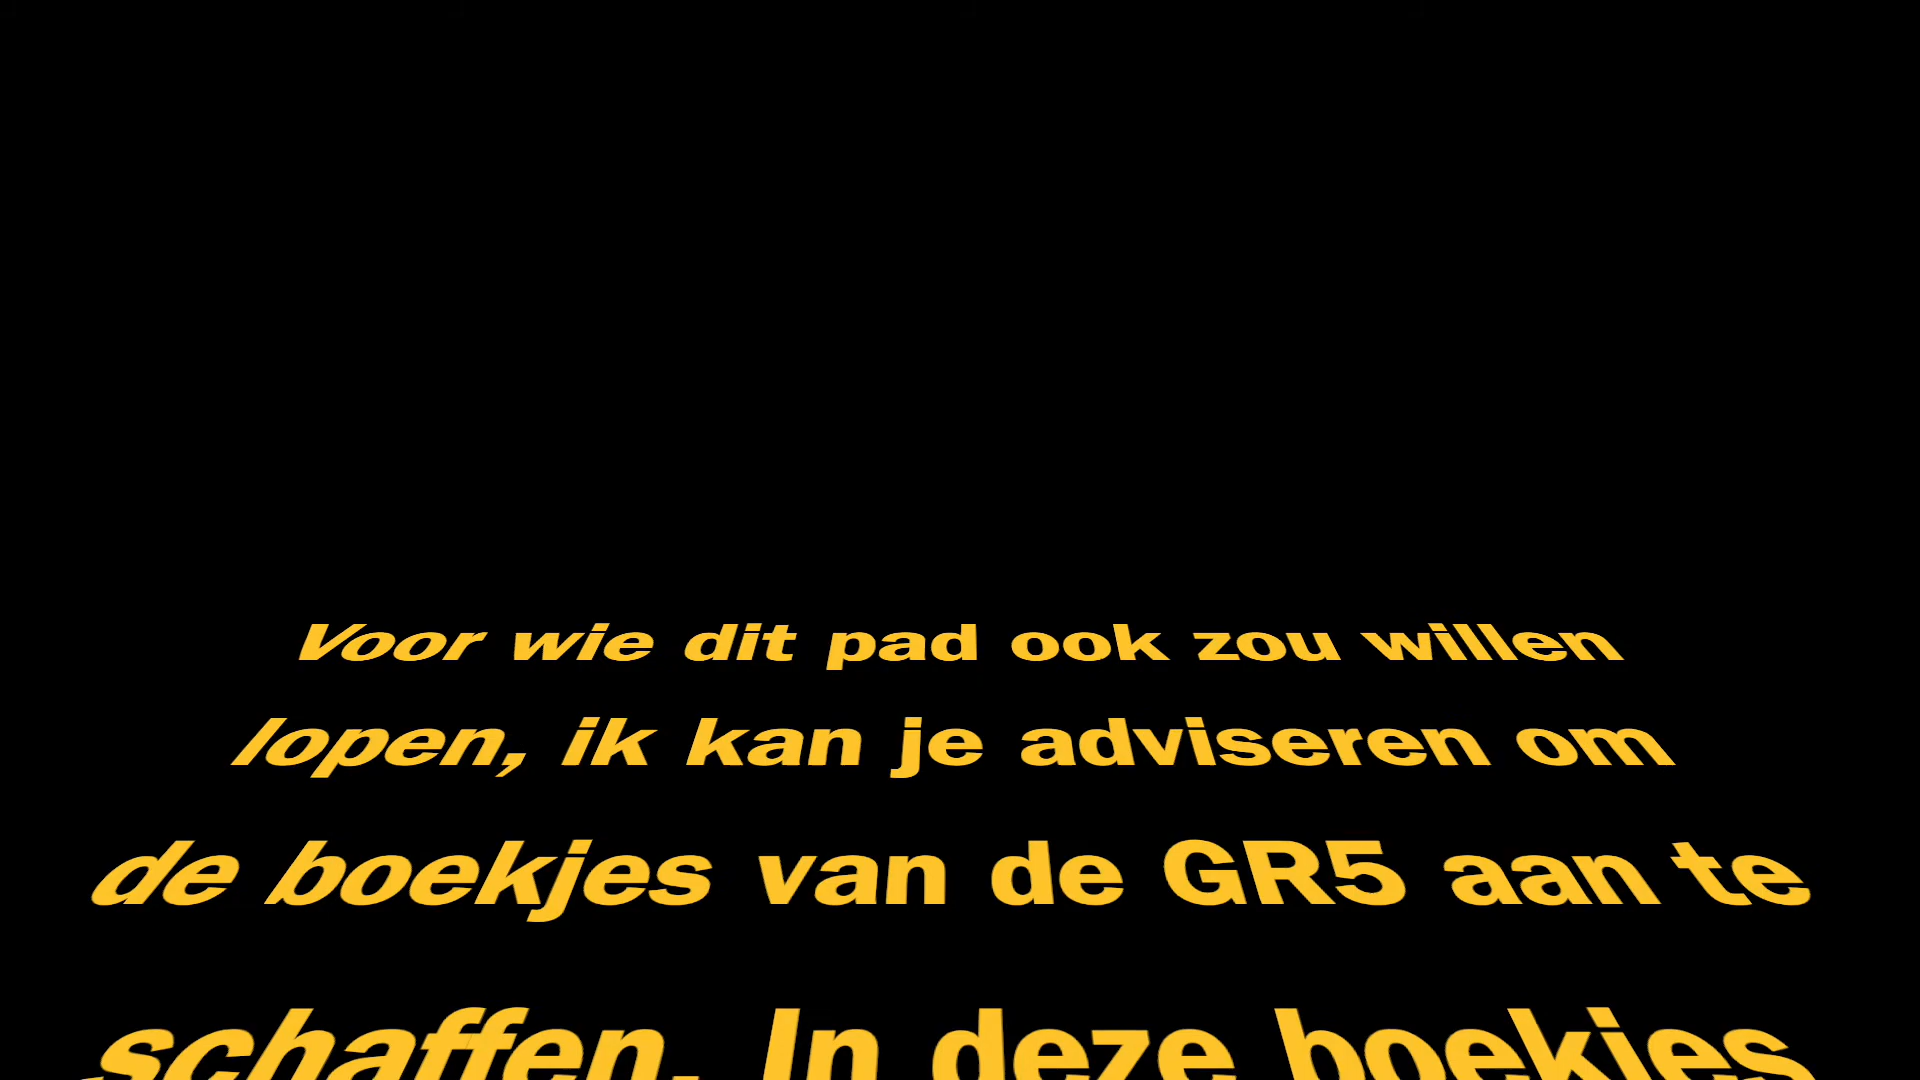 Voor wie dit pad ook zou willen
lopen, ik kan je adviseren om
de boekjes van de GR5 aan te
schaffen. In deze boekjes